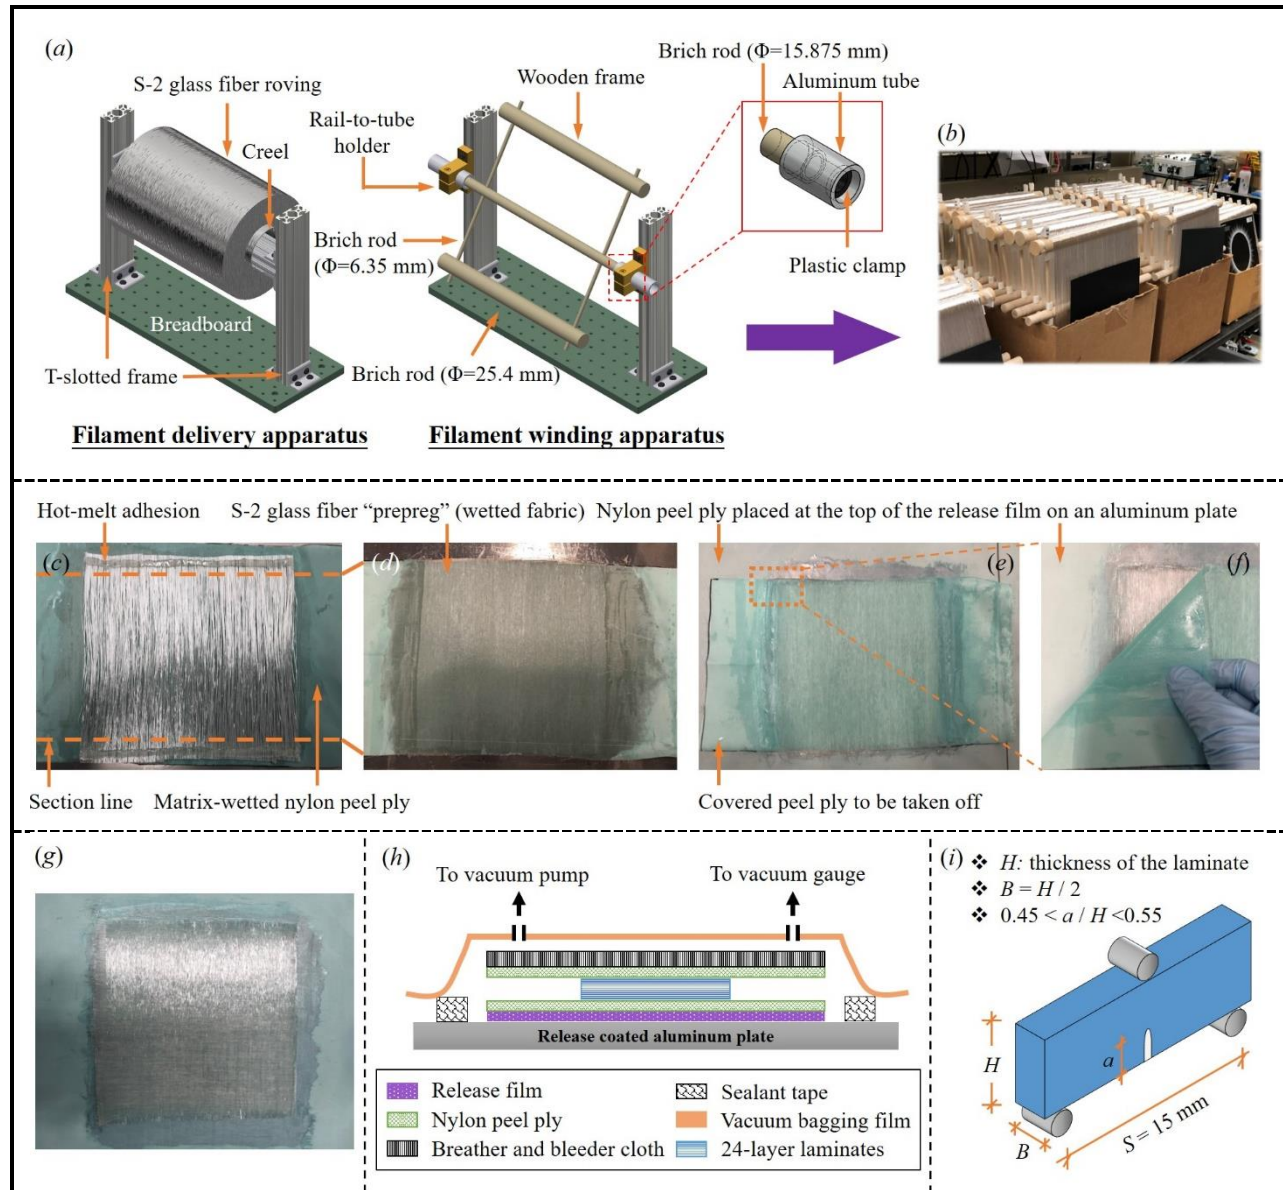 (a)
S-2 glass fiber roving
Creel
Breadboard
T-slotted frame
Filament delivery apparatus
Rail-to-tube
holder
Wooden frame
Brich rod
(Φ=6.35 mm)
Brich rod (Φ=25.4 mm)
Filament winding apparatus
Brich rod (Φ=15.875 mm)
Aluminum tube
Plastic clamp
(b)
Hot-melt adhesion
S-2 glass fiber “prepreg” (wetted fabric)
Nylon peel ply placed at the top of the release film on an aluminum plate
(c)
(d)
(e)
(f)
Section line
Matrix-wetted nylon peel ply
Covered peel ply to be taken off
(g)
(h)
To vacuum pump
To vacuum gauge
Release coated aluminum plate
Release film
Nylon peel ply
Breather and bleeder cloth
Sealant tape
Vacuum bagging film
24-layer laminates
(i)
❖ H: thickness of the laminate
❖ B = H / 2
❖ 0.45 < a / H <0.55
H
a
B
S = 15 mm